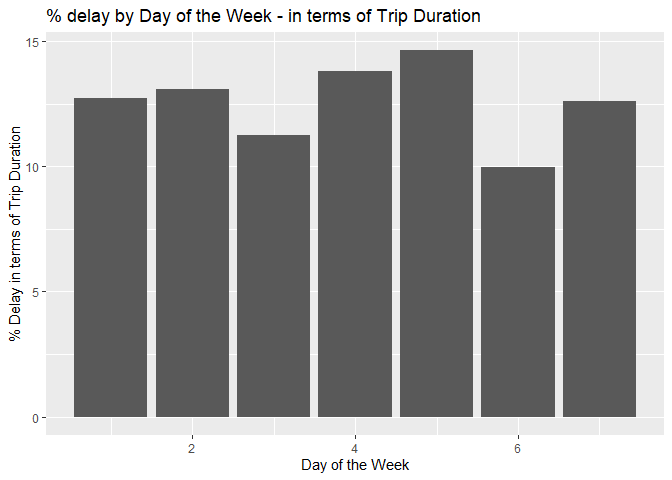 % delay by Day of the Week - in terms of Trip Duration
15
10
5
0
% Delay in terms of Trip Duration
2
4
6
Day of the Week